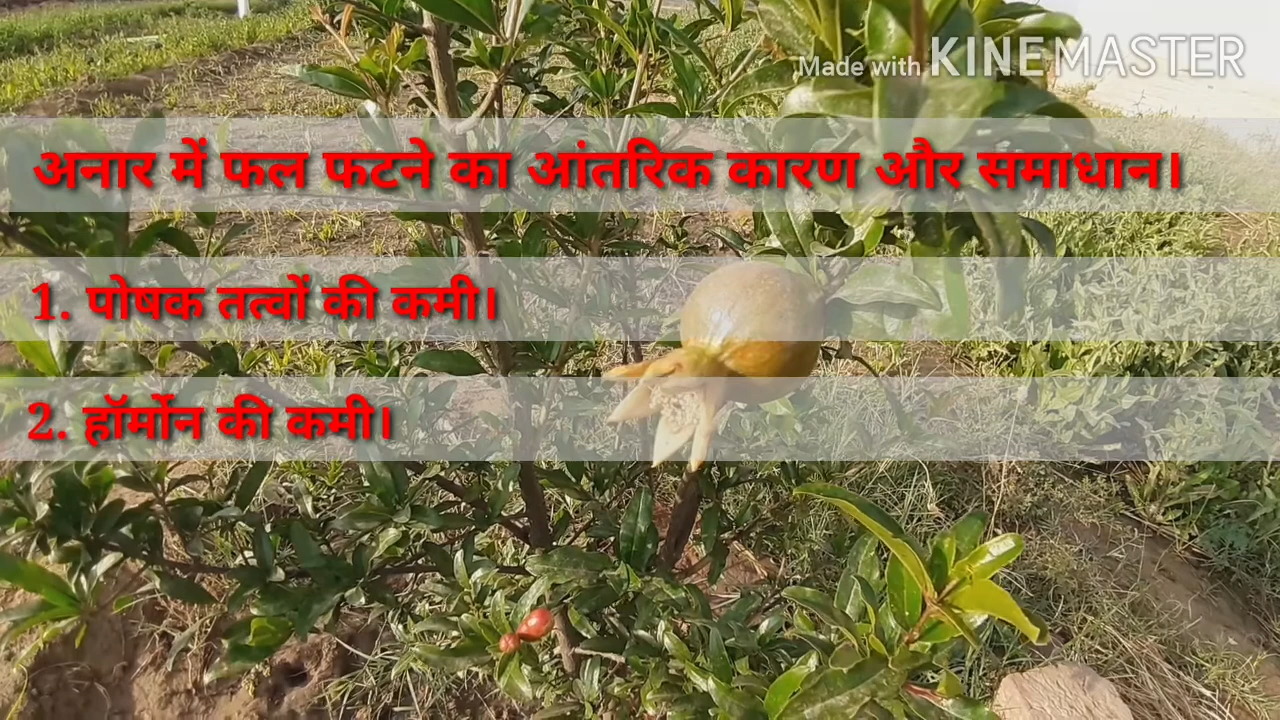 Made with KINEMASTER
अनार में फल फटने का आंतरिक कारण और समाधान।
1. पोषक तत्वों की कमी।
2. हॉर्मोन की कमी।